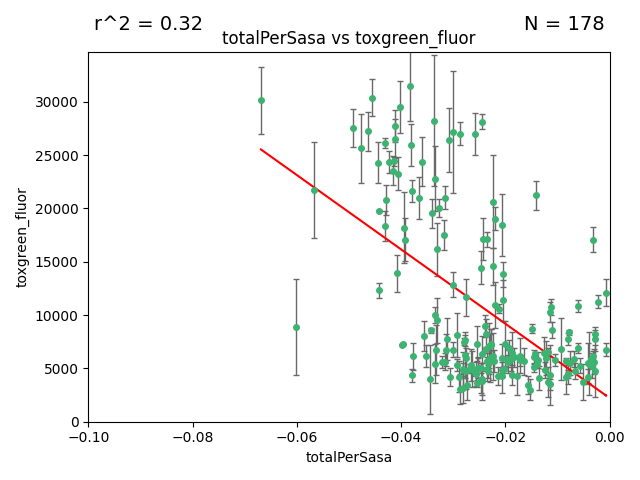 r^2 = 0.32 N = 178
totalPerSasa vs toxgreen_fluor
toxgreen_fluor
30000
25000
20000
15000
10000
5000
0
−0.10 −0.08 −0.06 −0.04 −0.02 0.00
totalPerSasa